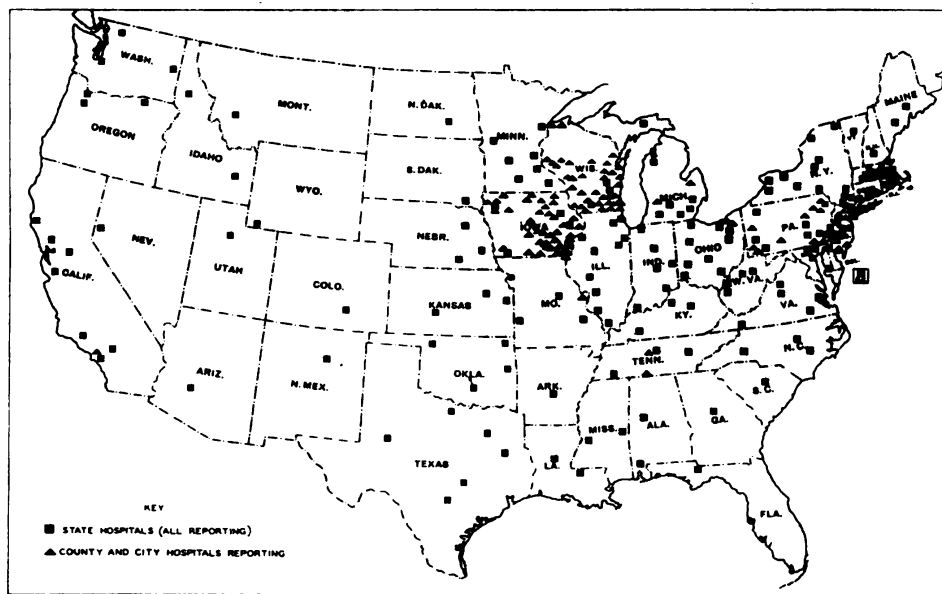 WASH.
MONT.
N. DAK.
MINN.
MAINE
OREGON
IDAHO
S. DAK.
WIS.
N.Y.
WYO.
MICH.
NEV.
NEBR.
IOWA
PA.
UTAH
ILL.
IND.
OHIO
W. VA.
CALIF.
COLO.
KANSAS
MO.
KY.
VA.
ARIZ.
N. MEX.
OKLA.
ARK.
TENN.
N.C.
S.C.
MISS.
ALA.
GA.
TEXAS
LA.
FLA.
KEY
STATE HOSPITALS (ALL REPORTING)
COUNTY AND CITY HOSPITALS REPORTING